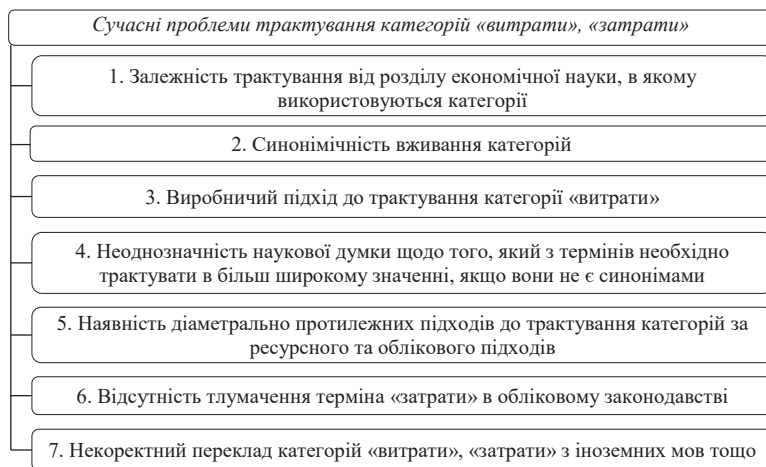 Сучасні проблеми трактування категорій «витрати», «затрати»
1. Залежність трактування від розділу економічної науки, в якому
використовуються категорії
2. Синонімічність вживання категорій
3. Виробничий підхід до трактування категорії «витрати»
4. Неоднозначність наукової думки щодо того, який з термінів необхідно
трактувати в більш широкому значенні, якщо вони не є синонімами
5. Наявність діаметрально протилежних підходів до трактування категорій за
ресурсного та облікового підходів
6. Відсутність тлумачення терміна «затрати» в обліковому законодавстві
7. Некоректний переклад категорій «витрати», «затрати» з іноземних мов тощо